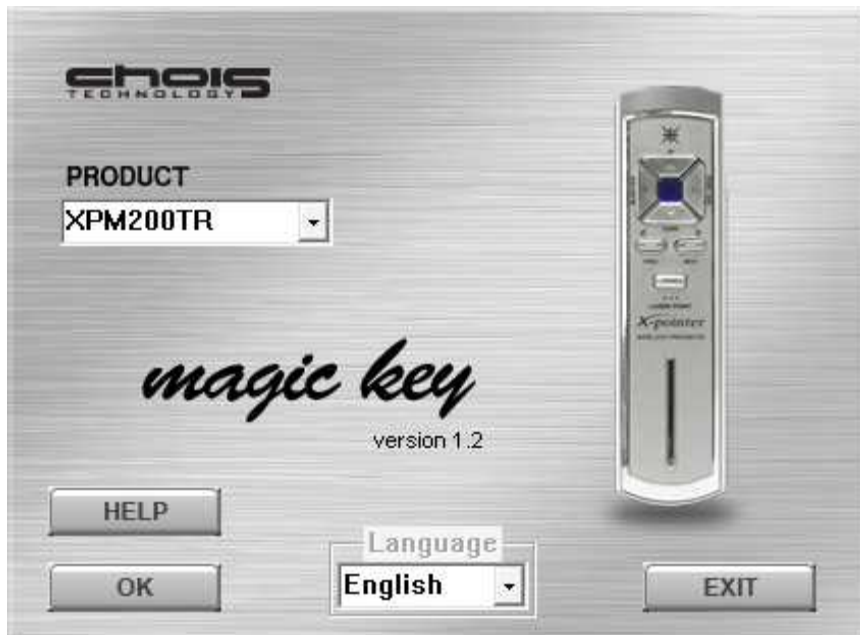 chois
TECHNOLOGY
PRODUCT
XPM200TR
magic key
version 1.2
X-pointer
HELP
Language
OK
English
EXIT